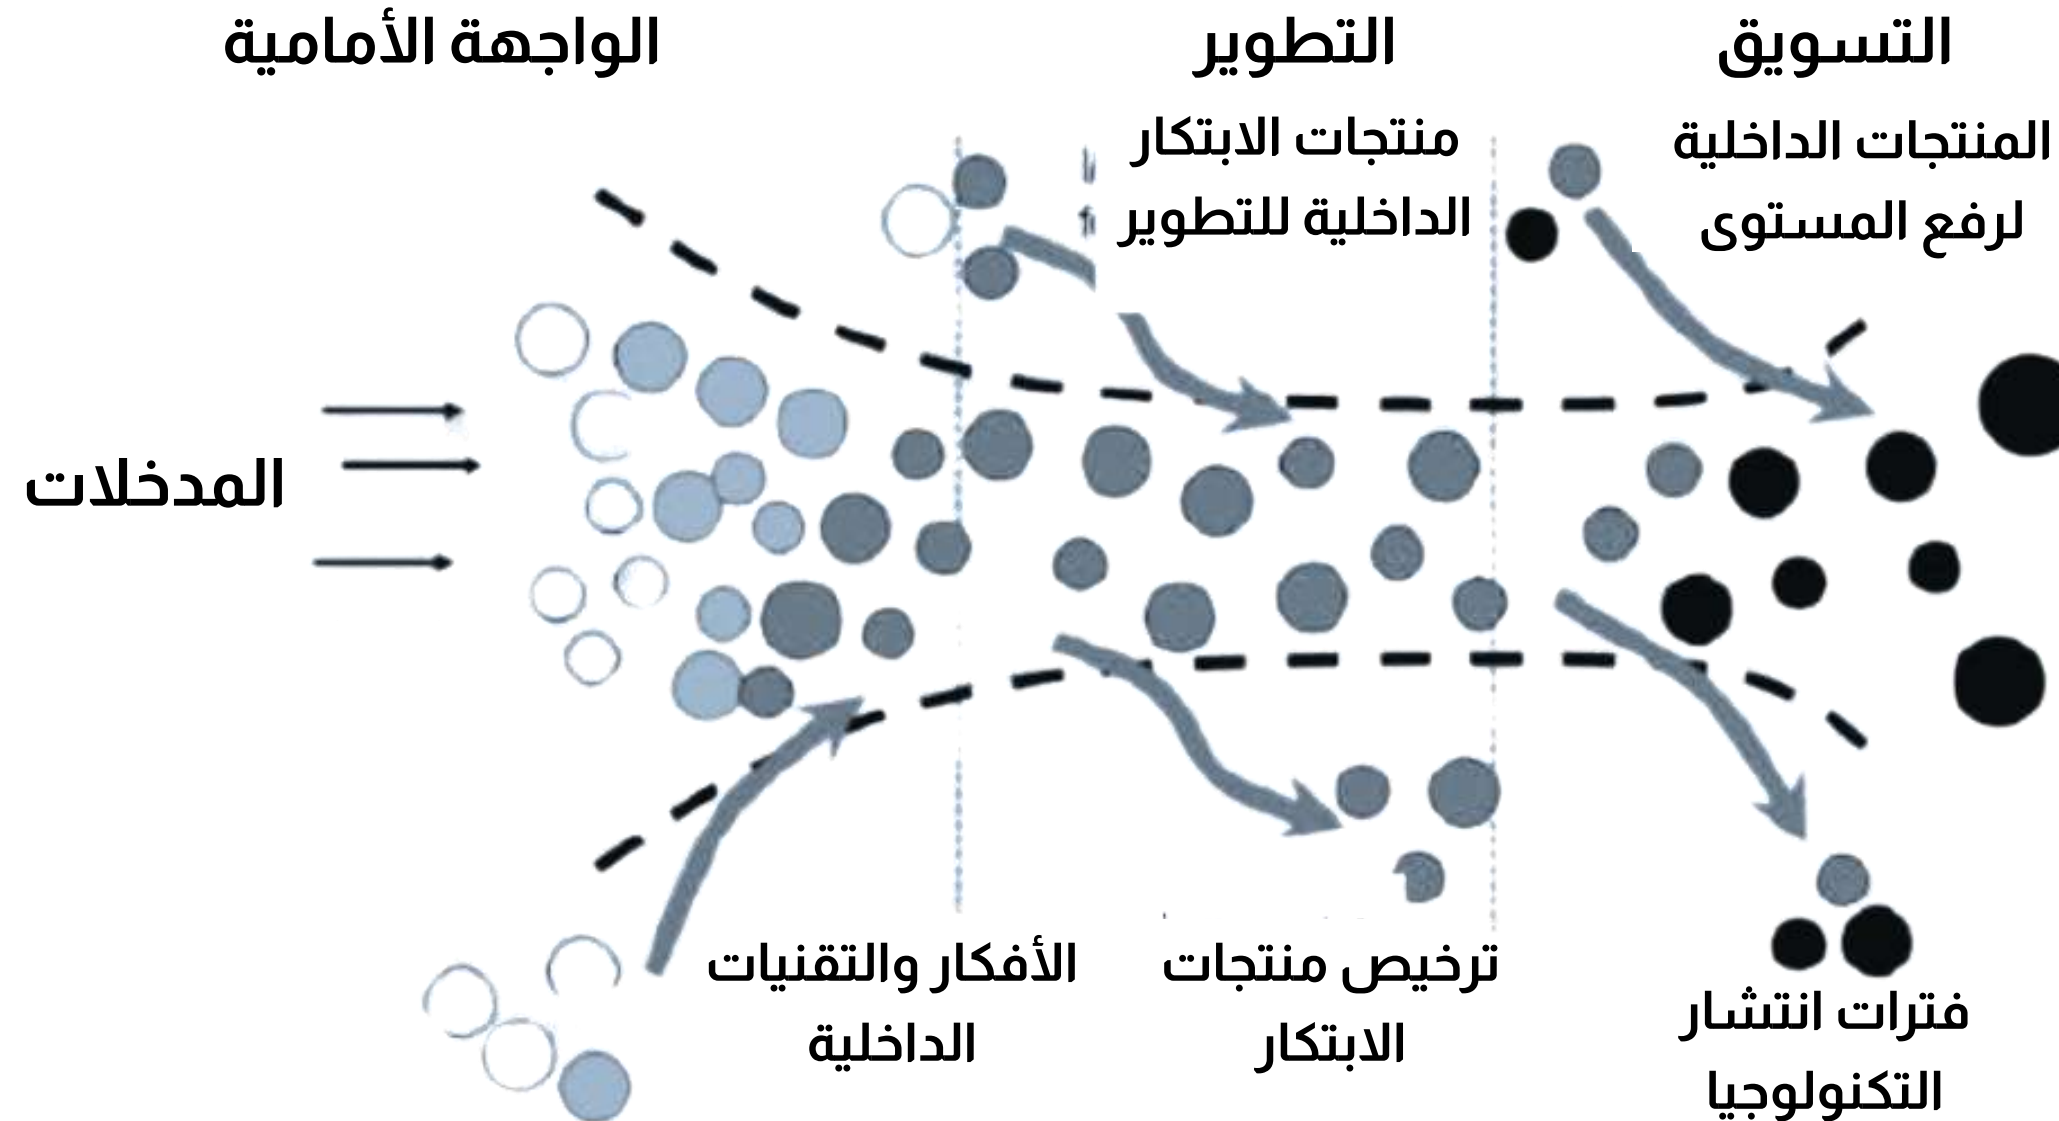 الواجهة الأمامية
التطوير
التسويق
منتجات الابتكار
الداخلية للتطوير
المنتجات الداخلية
لرفع المستوى
المدخلات
الأفكار والتقنيات
الداخلية
ترخيص منتجات
الابتكار
فترات انتشار
التكنولوجيا